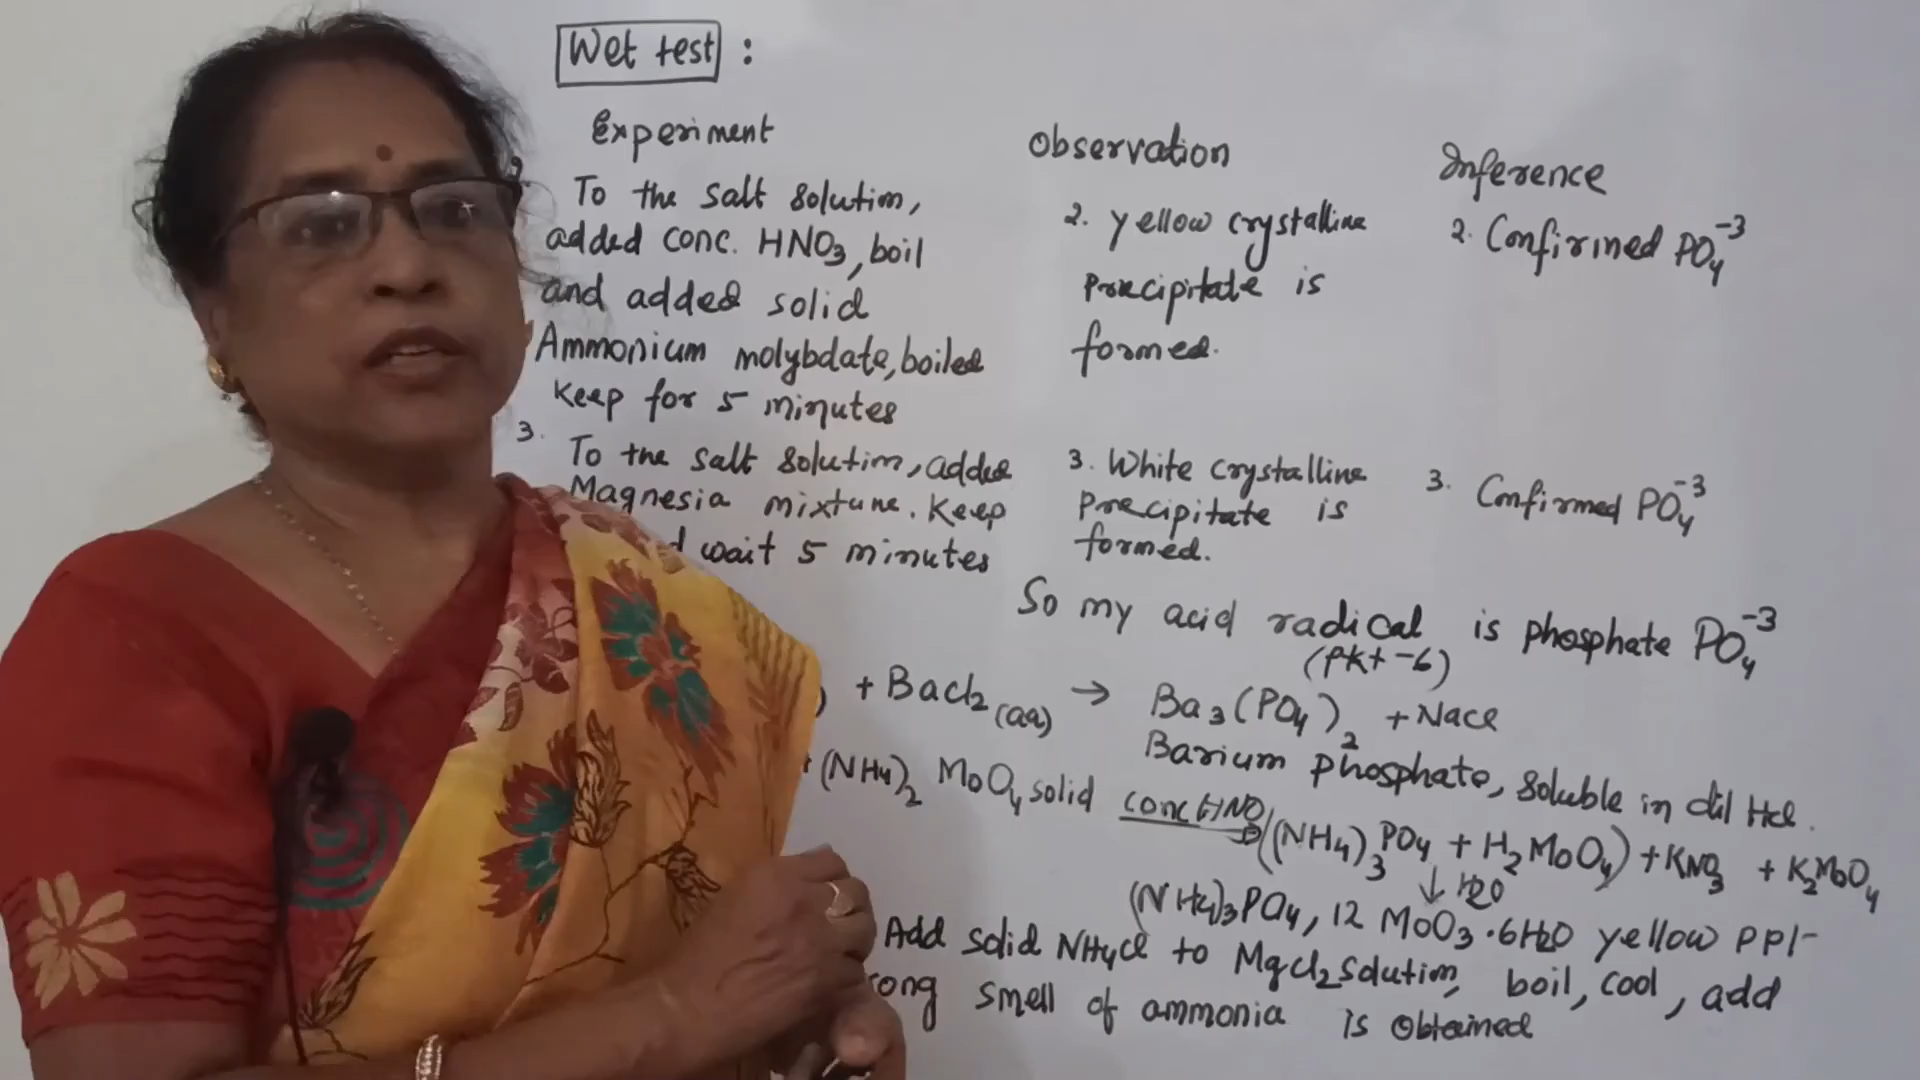 Wet test :
Experiment
Observation
Inference
To the salt solution,
added conc. HNO3, boil
and added solid
Ammonium molybdate, boiled
Keep for 5 minutes
2. yellow crystalline
precipitate is
formed.
2. Confirmed PO4⁻³
3.
To the salt solution, added
Magnesia mixture. Keep
wait 5 minutes
3. White crystalline
precipitate is
formed.
3. Confirmed PO4⁻³
So my acid radical is phosphate PO4⁻³
(Pkt-6)
) + BaCl2 (aq) → Ba3(PO4)2 + NaCl
Barium phosphate, soluble in dil HCl.
(NH4)2 MoO4 solid conc HNO3 → ((NH4)3PO4 + H2MoO4) + KNO3 + K2MoO4
↓ H2O
(NH4)3PO4, 12 MoO3·6H2O yellow ppt
Add solid NH4Cl to MgCl2 solution, boil, cool, add
ong smell of ammonia is obtained